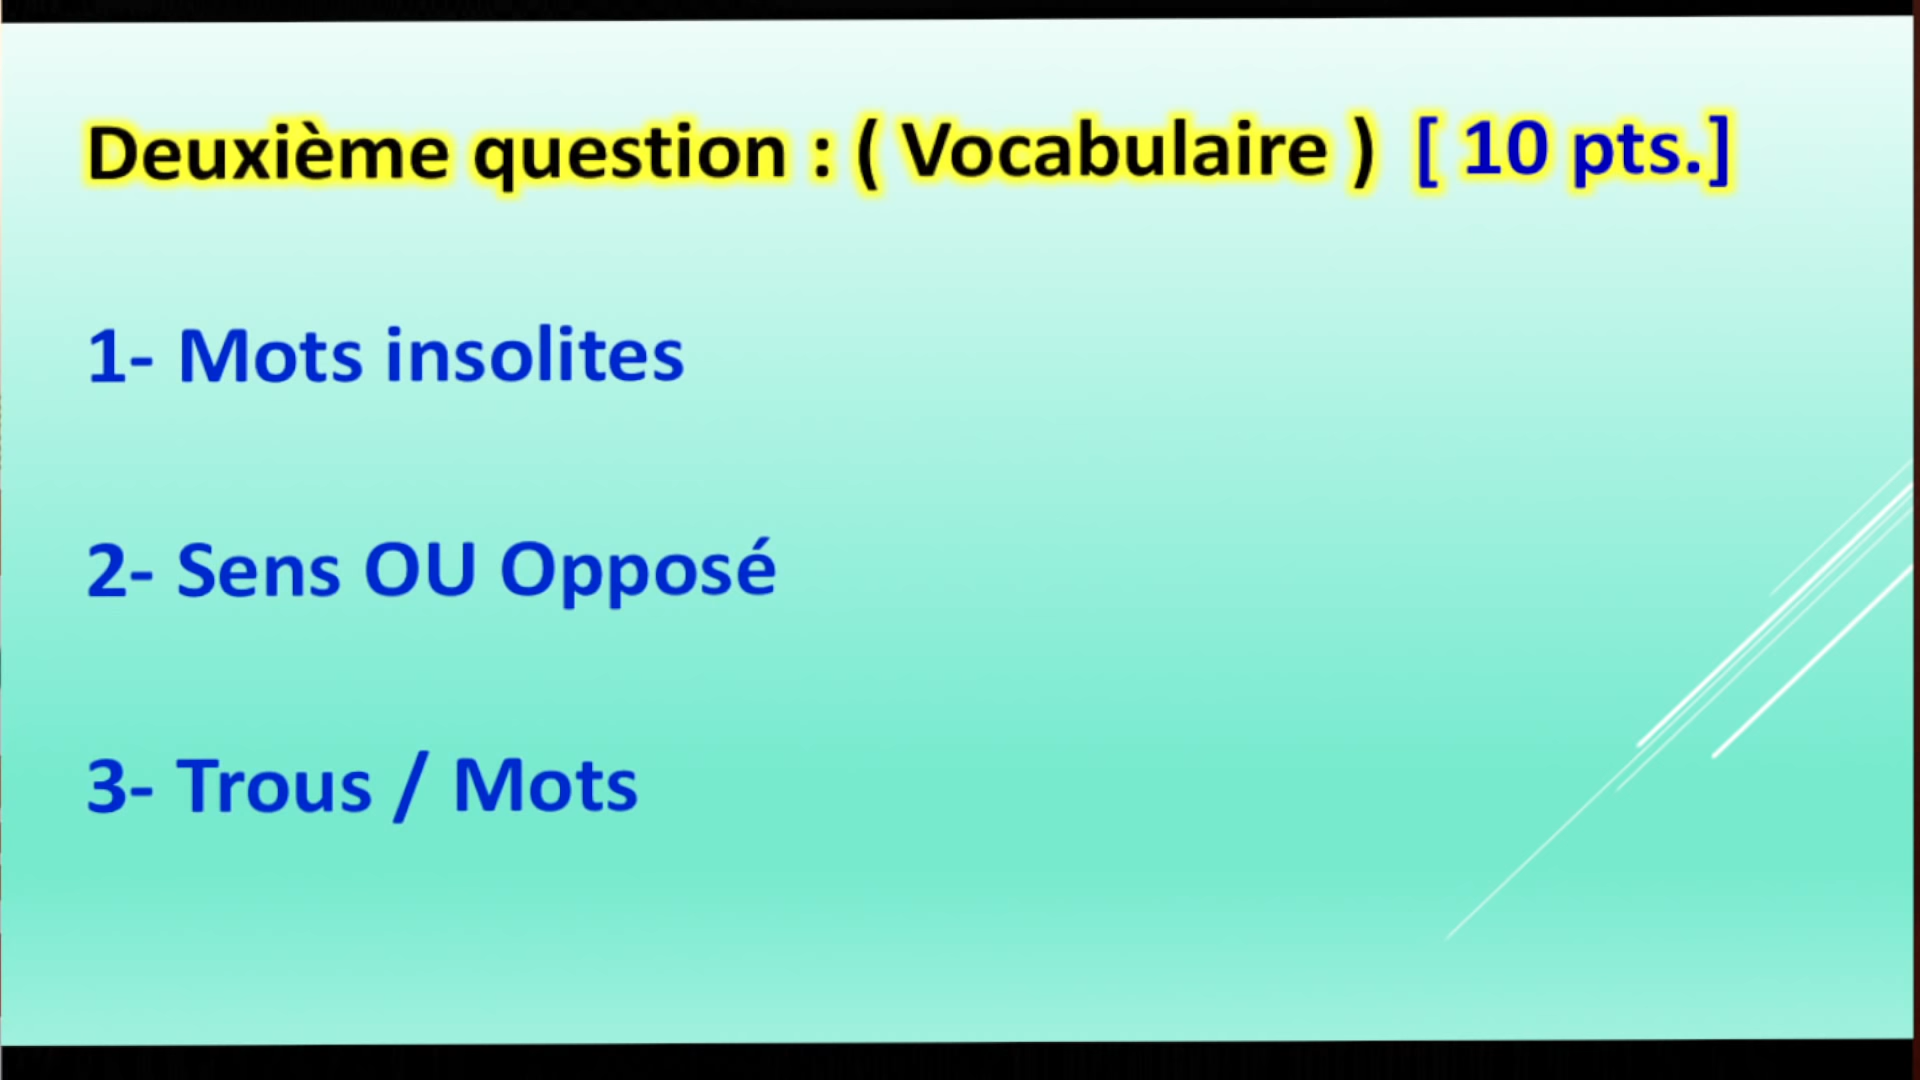 Deuxième question : ( Vocabulaire ) [ 10 pts.]
1- Mots insolites
2- Sens OU Opposé
3- Trous / Mots